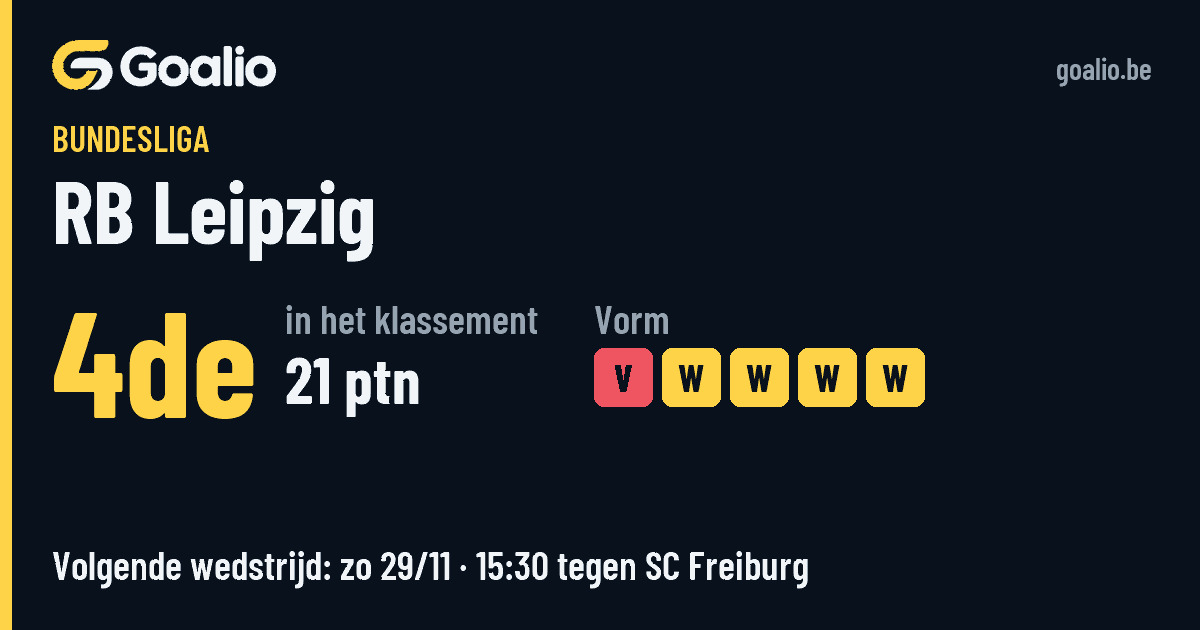 Goalio
goalio.be
BUNDESLIGA
RB Leipzig
4de
in het klassement
21 ptn
Vorm
V W W W W
Volgende wedstrijd: zo 29/11 · 15:30 tegen SC Freiburg